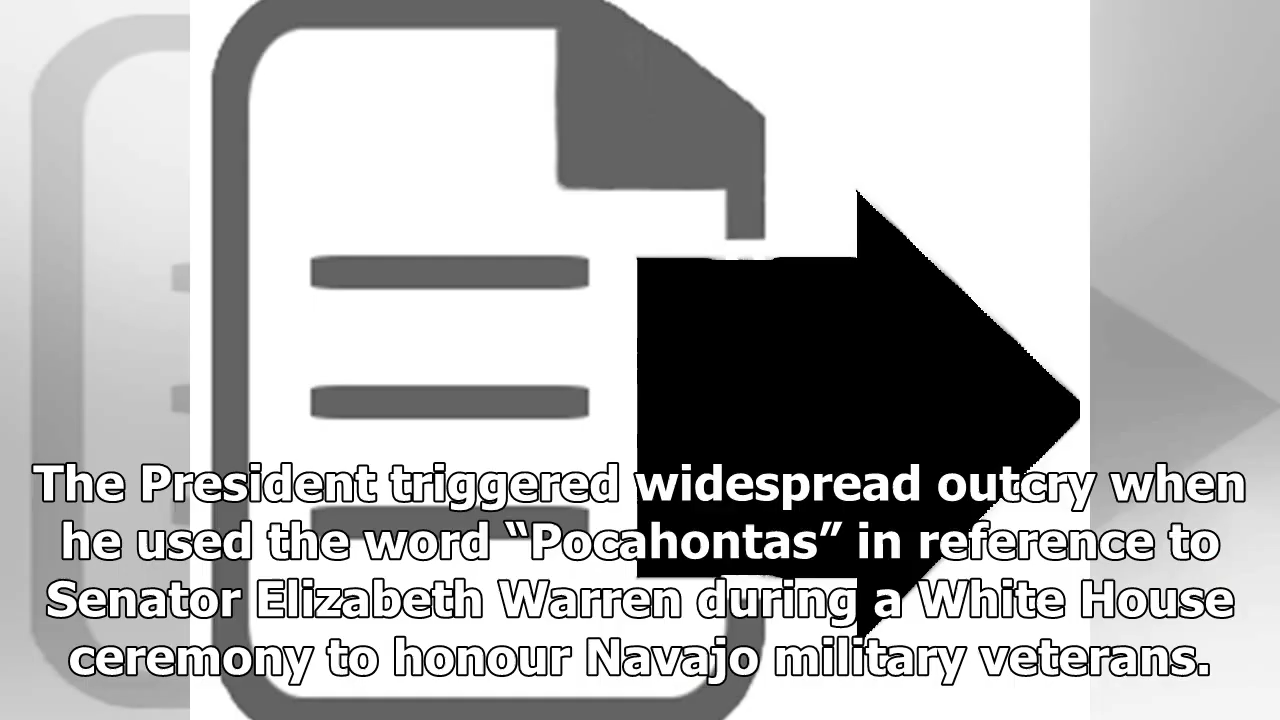 The President triggered widespread outcry when
he used the word “Pocahontas” in reference to
Senator Elizabeth Warren during a White House
ceremony to honour Navajo military veterans.